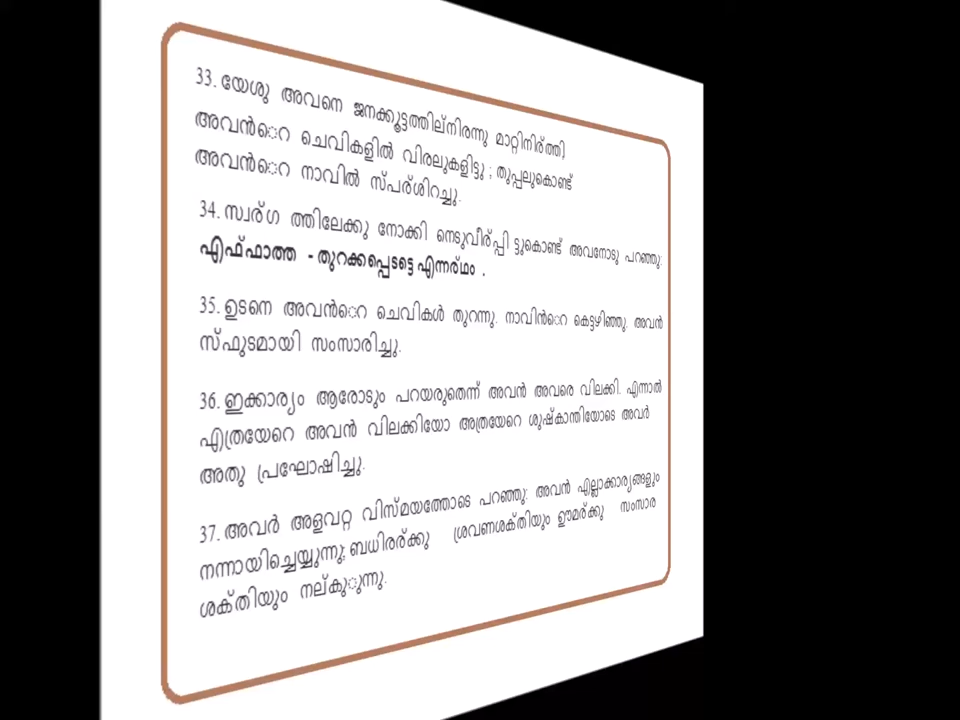 33. യേശു അവനെ ജനക്കൂട്ടത്തില്നിരന്നു മാറ്റിനിര്ത്തി,
അവൻെറ ചെവികളിൽ വിരലുകളിട്ടു ; തുപ്പലുകൊണ്ട്
അവൻെറ നാവിൽ സ്പര്ശിറച്ചു.
34. സ്വര്ഗ ത്തിലേക്കു നോക്കി നെടുവീര്പ്പി ട്ടുകൊണ്ട് അവനോടു പറഞ്ഞു:
എഫ്ഫാത്ത - തുറക്കപ്പെടട്ടെ എന്നര്ഥം .
35. ഉടനെ അവൻെറ ചെവികൾ തുറന്നു. നാവിൻെറ കെട്ടഴിഞ്ഞു. അവൻ
സ്ഫുടമായി സംസാരിച്ചു.
36. ഇക്കാര്യം ആരോടും പറയരുതെന്ന് അവൻ അവരെ വിലക്കി. എന്നാൽ
എത്രയേറെ അവൻ വിലക്കിയോ അത്രയേറെ ശുഷ്കാന്തിയോടെ അവർ
അതു പ്രഘോഷിച്ചു.
37. അവർ അളവറ്റ വിസ്മയത്തോടെ പറഞ്ഞു: അവൻ എല്ലാക്കാര്യങ്ങളും
നന്നായിച്ചെയ്യുന്നു; ബധിരര്ക്കു ശ്രവണശക്തിയും ഊമര്ക്കു സംസാര
ശക്തിയും നല്കുുന്നു.